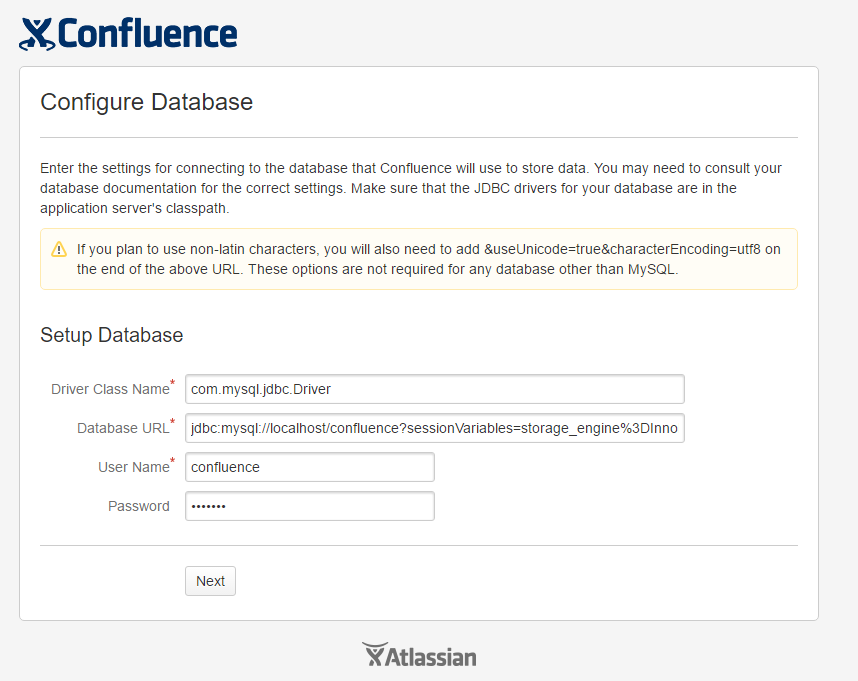 Confluence
Configure Database
Enter the settings for connecting to the database that Confluence will use to store data. You may need to consult your
database documentation for the correct settings. Make sure that the JDBC drivers for your database are in the
application server's classpath.
If you plan to use non-latin characters, you will also need to add &useUnicode=true&characterEncoding=utf8 on
the end of the above URL. These options are not required for any database other than MySQL.
Setup Database
Driver Class Name* com.mysql.jdbc.Driver
Database URL* jdbc:mysql://localhost/confluence?sessionVariables=storage_engine%3DInno
User Name* confluence
Password •••••••
Next
Atlassian